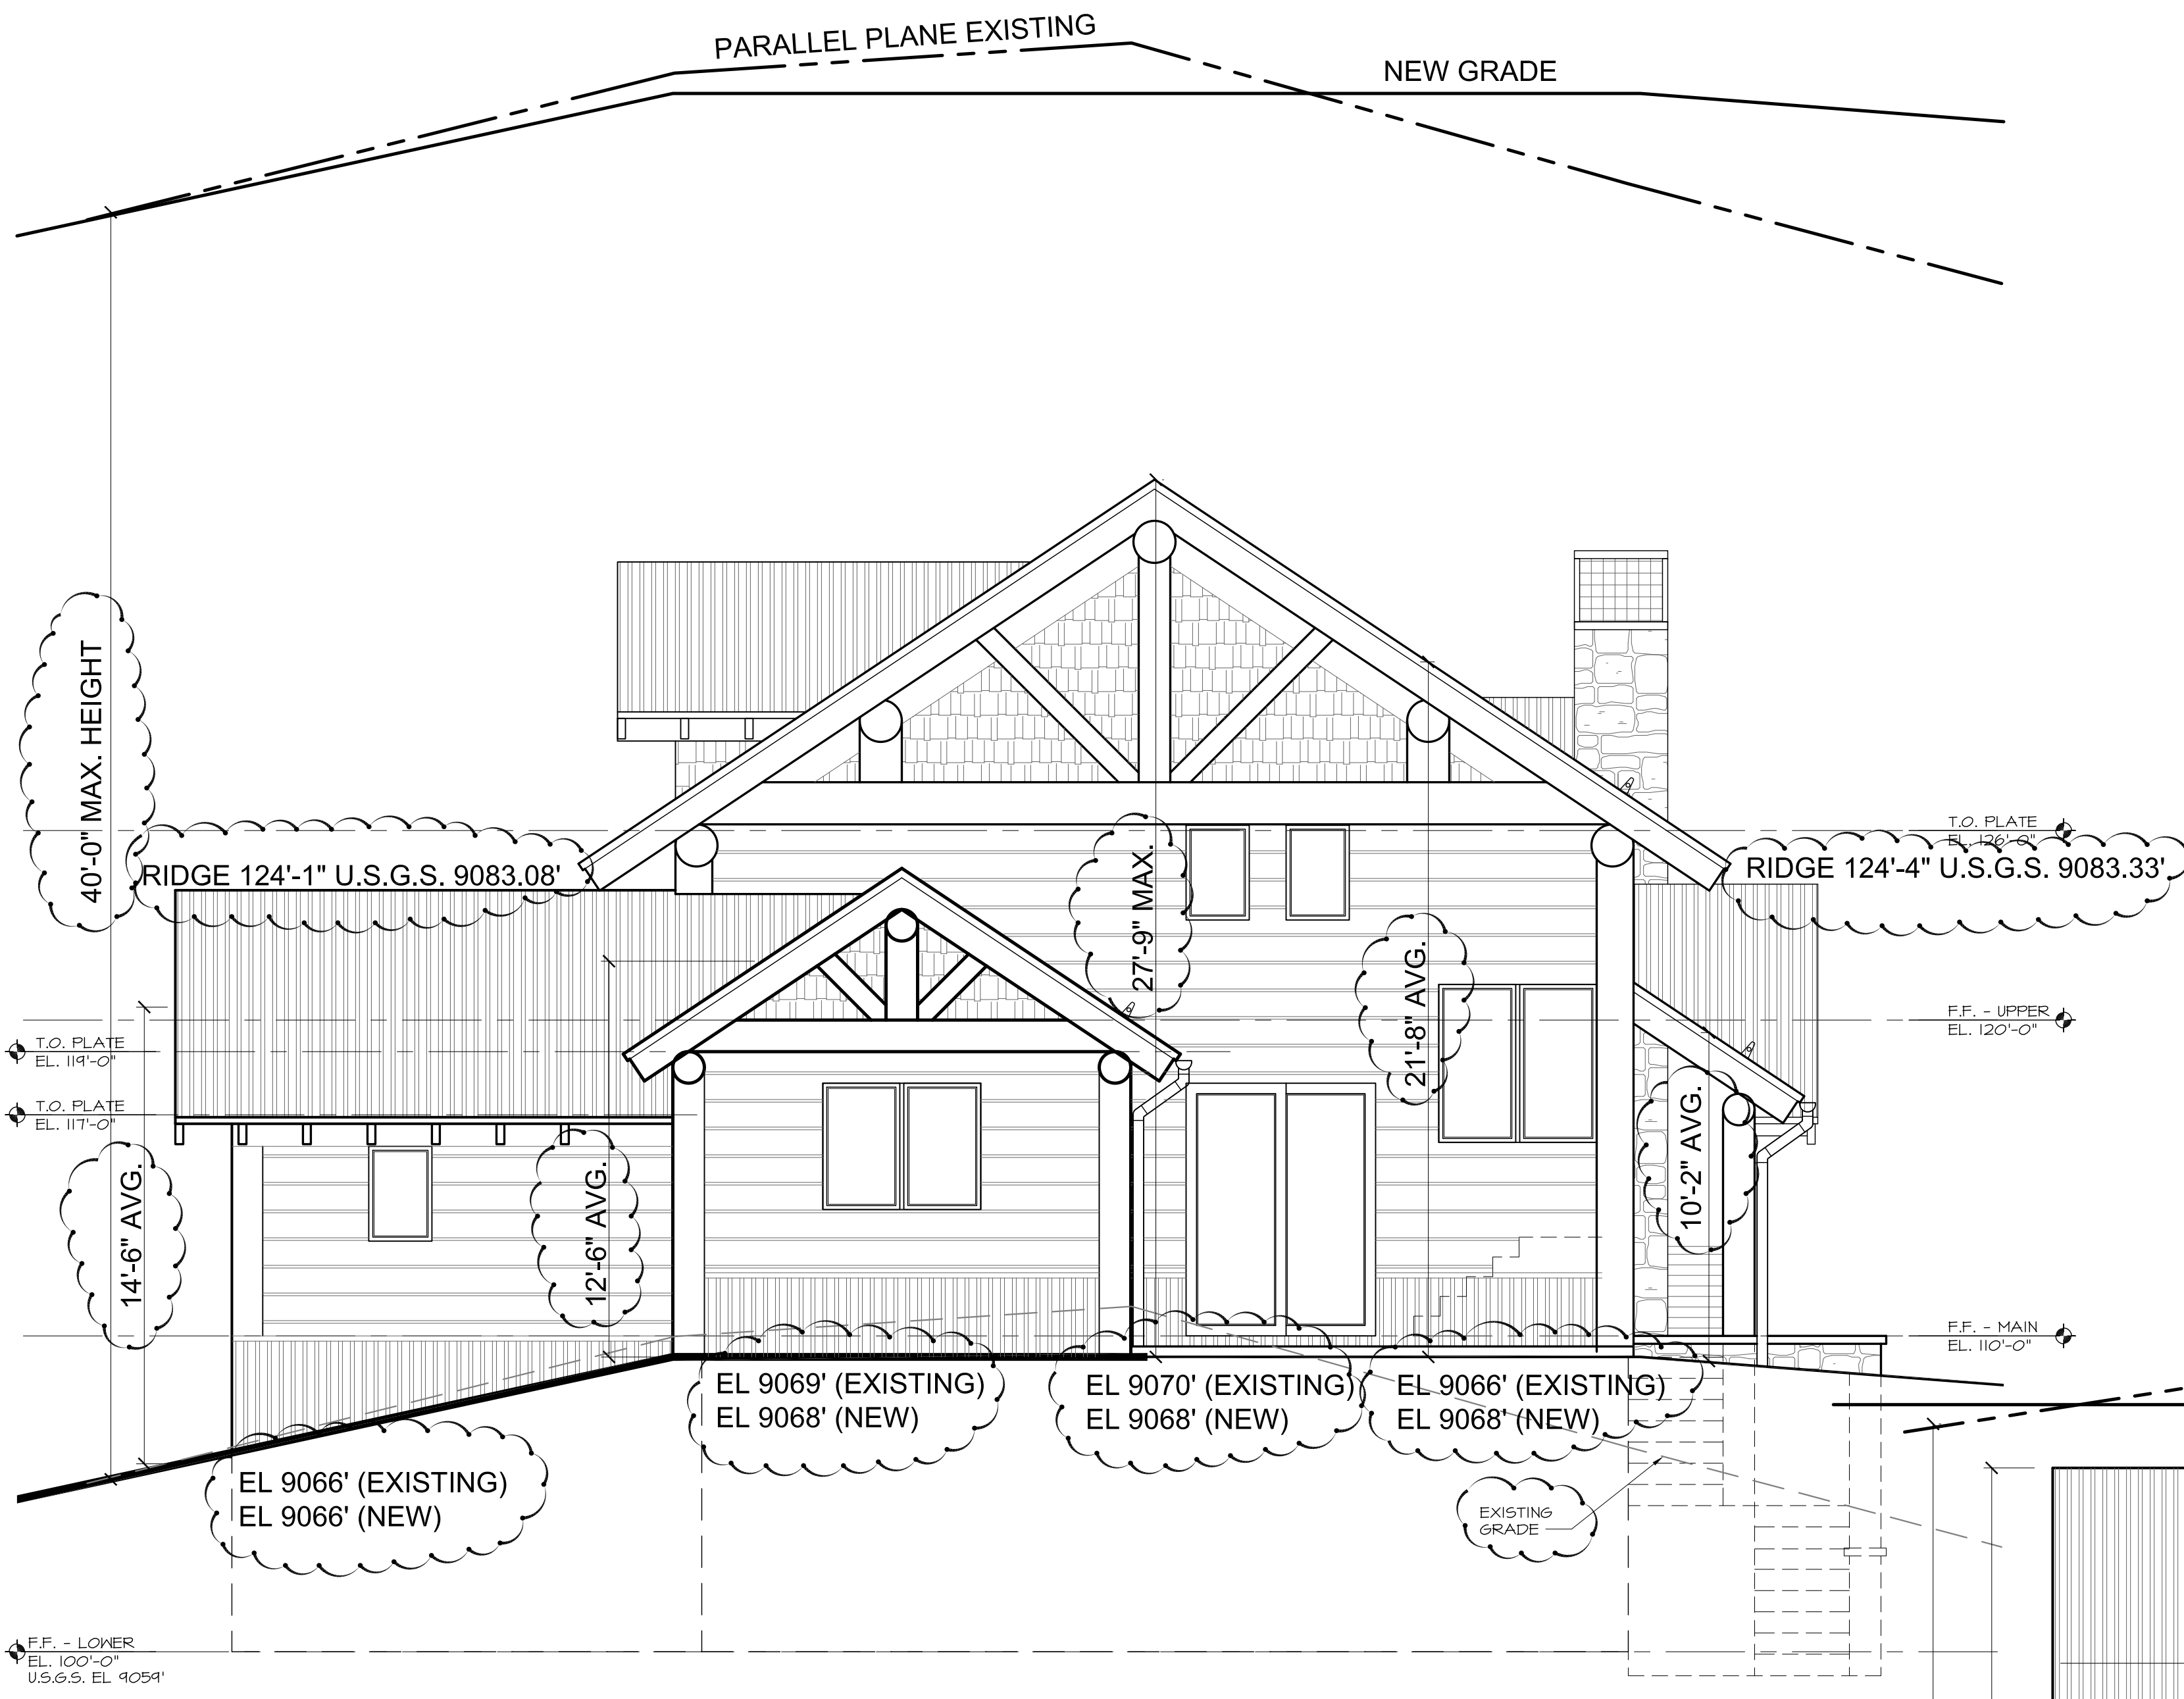 PARALLEL PLANE EXISTING
NEW GRADE
40'-0" MAX. HEIGHT
RIDGE 124'-1" U.S.G.S. 9083.08'
T.O. PLATE
EL. 126'-0"
RIDGE 124'-4" U.S.G.S. 9083.33'
27'-9" MAX.
21'-8" AVG.
F.F. - UPPER
EL. 120'-0"
T.O. PLATE
EL. 119'-0"
T.O. PLATE
EL. 117'-0"
14'-6" AVG.
12'-6" AVG.
10'-2" AVG.
F.F. - MAIN
EL. 110'-0"
EL 9069' (EXISTING)
EL 9068' (NEW)
EL 9070' (EXISTING)
EL 9068' (NEW)
EL 9066' (EXISTING)
EL 9068' (NEW)
EL 9066' (EXISTING)
EL 9066' (NEW)
EXISTING
GRADE
F.F. - LOWER
EL. 100'-0"
U.S.G.S. EL 9059'